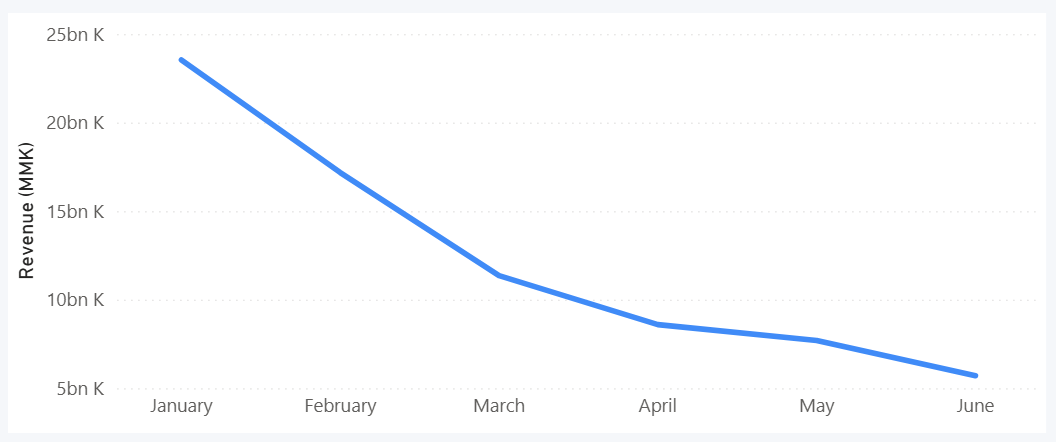 25bn K
20bn K
15bn K
10bn K
5bn K
Revenue (MMK)
January February March April May June